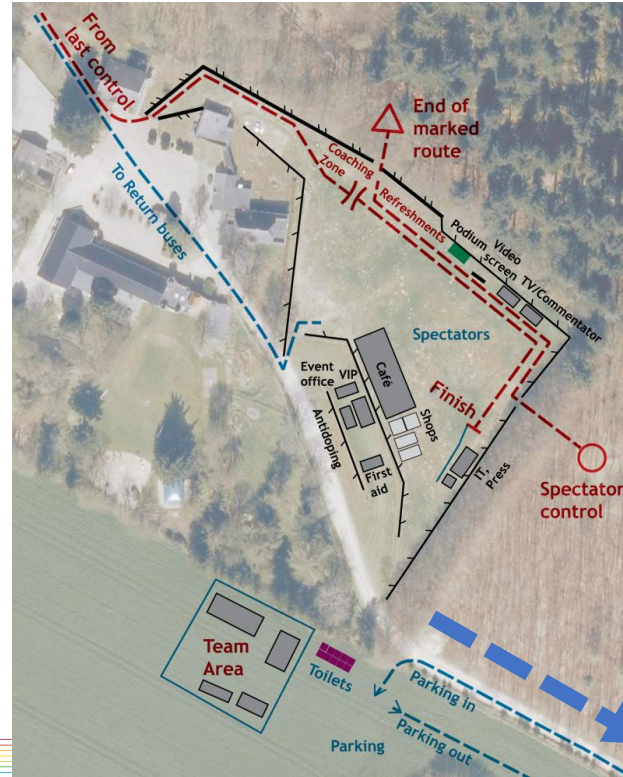 From
last control
To Return buses
Coaching
Zone
End of
marked
route
Refreshments
Podium
Video
screen
TV/Commentator
Spectators
Event
office
VIP
Café
Antidoping
First
aid
Shops
Finish
IT,
Press
Spectator
control
Team
Area
Toilets
Parking in
Parking out
Parking